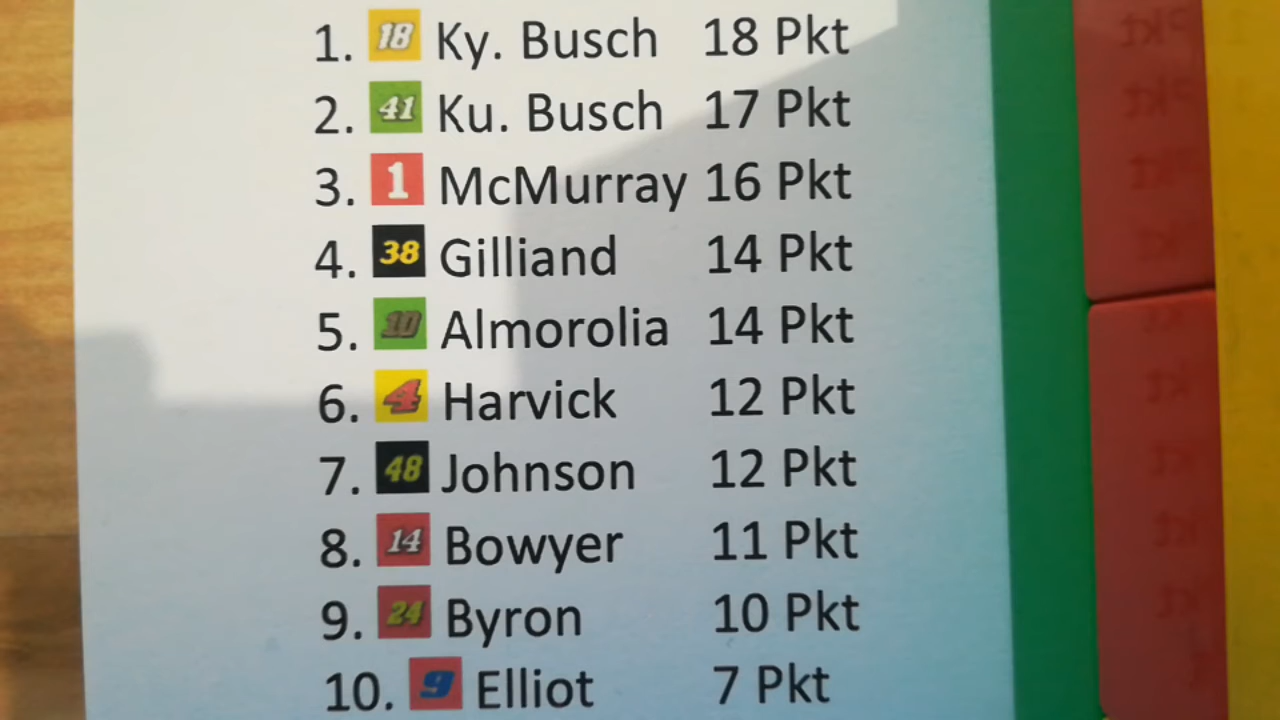 1. 18 Ky. Busch 18 Pkt
2. 41 Ku. Busch 17 Pkt
3. 1 McMurray 16 Pkt
4. 38 Gilliand 14 Pkt
5. 10 Almorolia 14 Pkt
6. 4 Harvick 12 Pkt
7. 48 Johnson 12 Pkt
8. 14 Bowyer 11 Pkt
9. 24 Byron 10 Pkt
10. 9 Elliot 7 Pkt